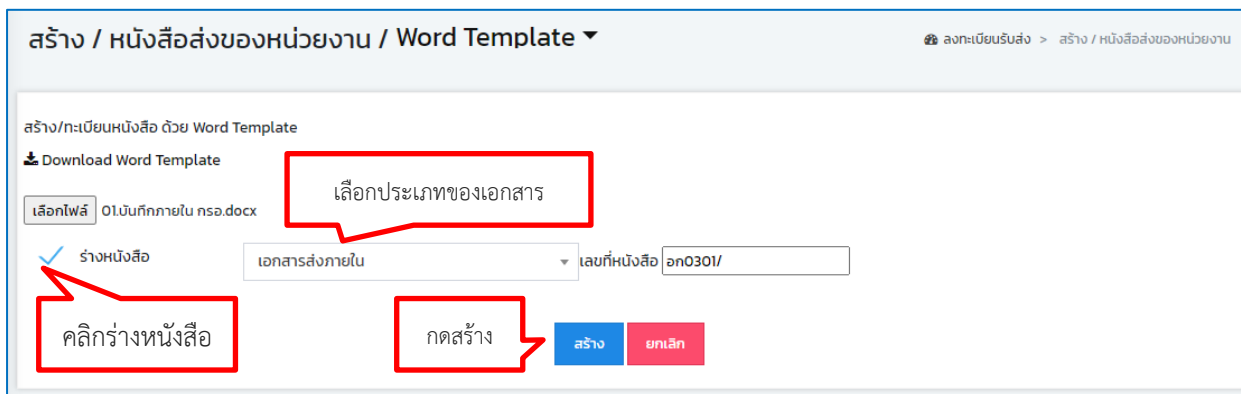 สร้าง / หนังสือส่งของหน่วยงาน / Word Template
ลงทะเบียนรับส่ง > สร้าง / หนังสือส่งของหน่วยงาน
สร้าง/ทะเบียนหนังสือ ด้วย Word Template
Download Word Template
เลือกประเภทของเอกสาร
เลือกไฟล์ 01.บันทึกภายใน กรอ.docx
ร่างหนังสือ เอกสารส่งภายใน เลขที่หนังสือ อก0301/
คลิกร่างหนังสือ กดสร้าง สร้าง ยกเลิก